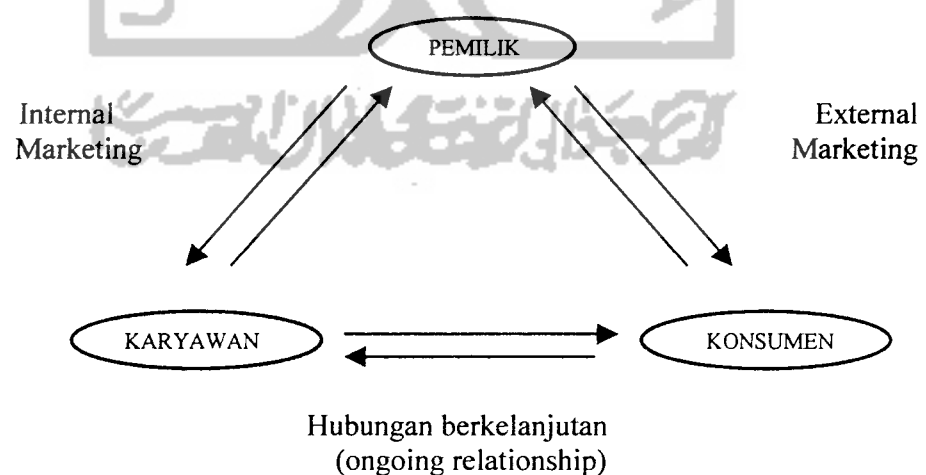 PEMILIK
Internal
Marketing
External
Marketing
KARYAWAN
KONSUMEN
Hubungan berkelanjutan
(ongoing relationship)